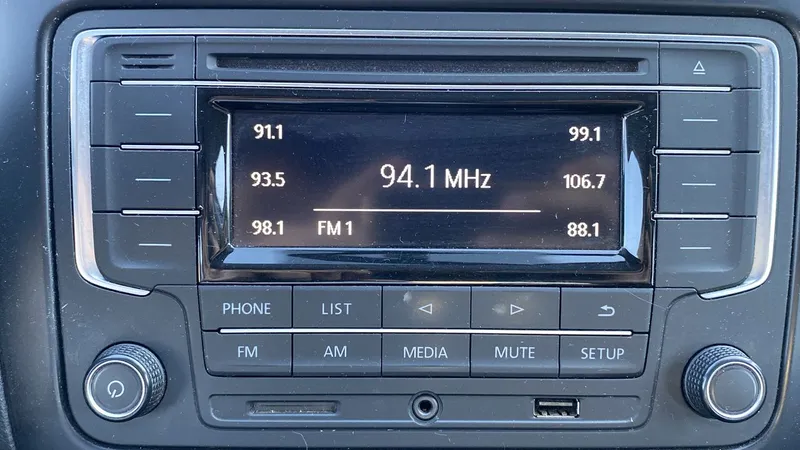 91.1 99.1
93.5 94.1 MHz 106.7
98.1 FM 1 88.1
PHONE LIST
FM AM MEDIA MUTE SETUP